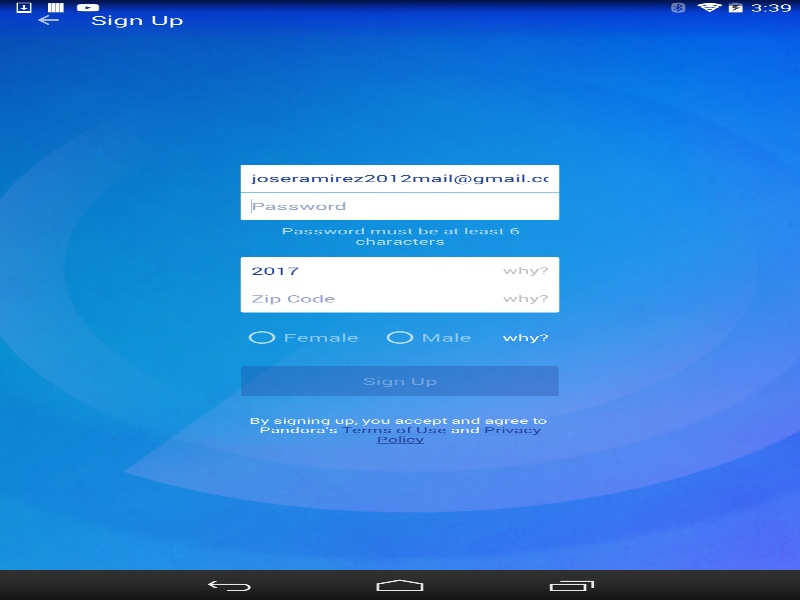 3:39
Sign Up
joseramirez2012mail@gmail.cc
Password
Password must be at least 6
characters
2017 why?
Zip Code why?
Female Male why?
Sign Up
By signing up, you accept and agree to
Pandora's Terms of Use and Privacy
Policy